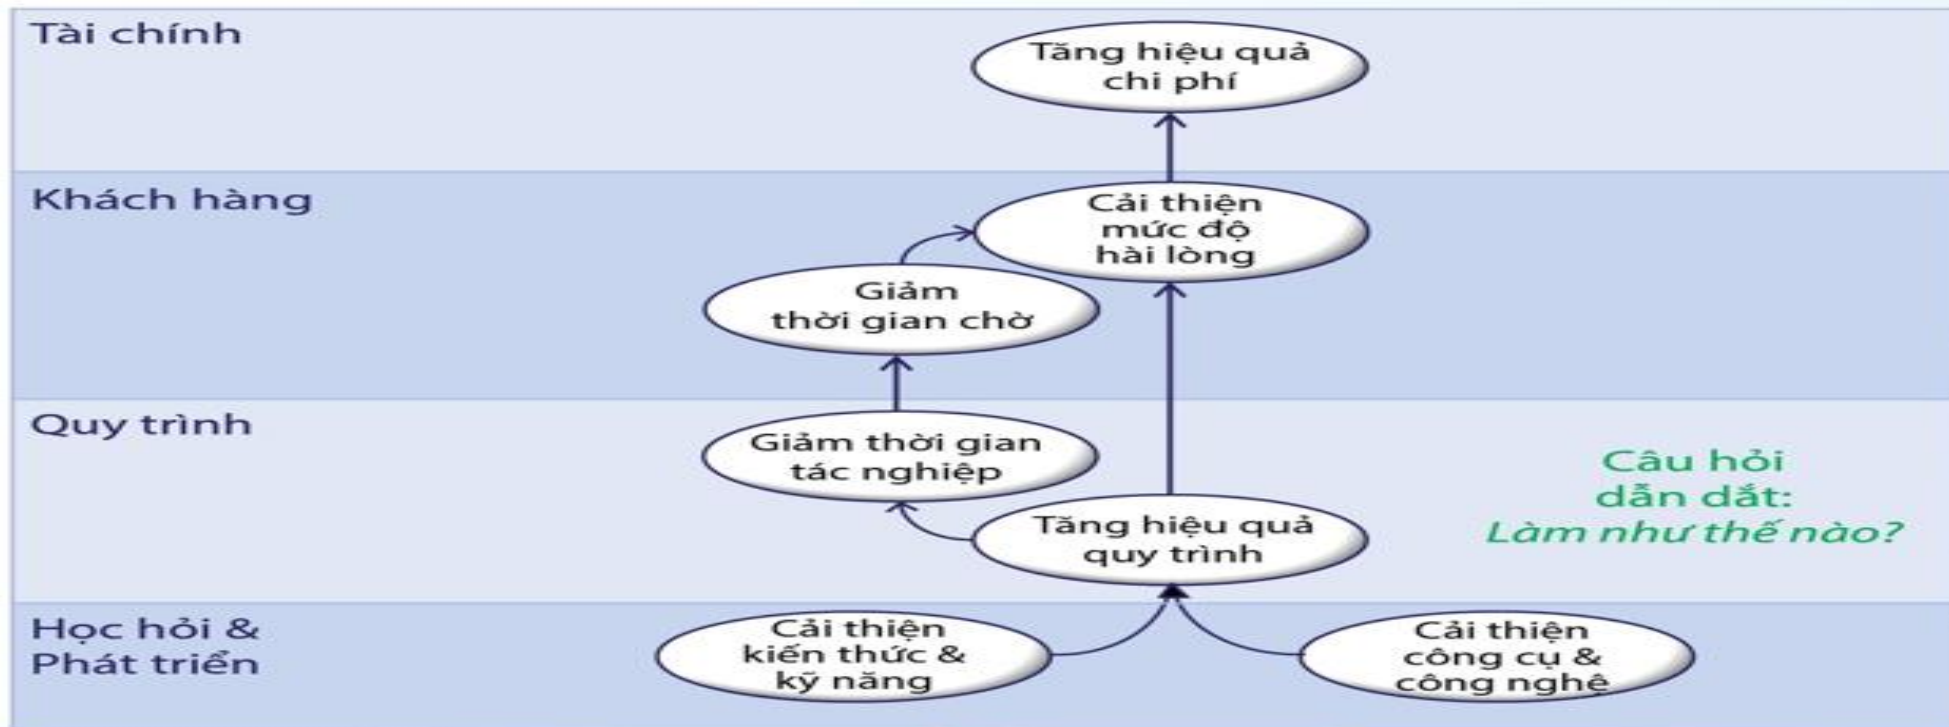 Tài chính
Tăng hiệu quả
chi phí
Khách hàng
Cải thiện
mức độ
hài lòng
Giảm
thời gian chờ
Quy trình
Giảm thời gian
tác nghiệp
Tăng hiệu quả
quy trình
Câu hỏi
dẫn dắt:
Làm như thế nào?
Học hỏi &
Phát triển
Cải thiện
kiến thức &
kỹ năng
Cải thiện
công cụ &
công nghệ